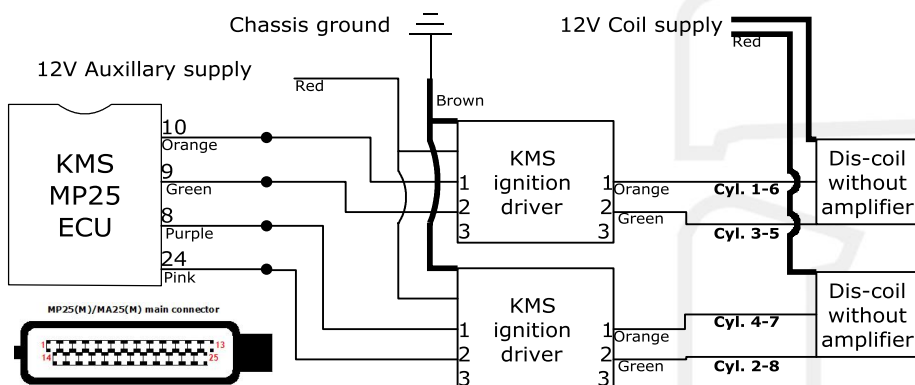 Chassis ground
12V Coil supply
Red
12V Auxillary supply
Red
Brown
KMS
MP25
ECU
10
Orange
9
Green
8
Purple
24
Pink
KMS
ignition
driver
1
2
3
1
2
3
Orange
Green
Cyl. 1-6
Cyl. 3-5
Dis-coil
without
amplifier
KMS
ignition
driver
1
2
3
1
2
3
Orange
Green
Cyl. 4-7
Cyl. 2-8
Dis-coil
without
amplifier
MP25(M)/MA25(M) main connector
1
13
14
25